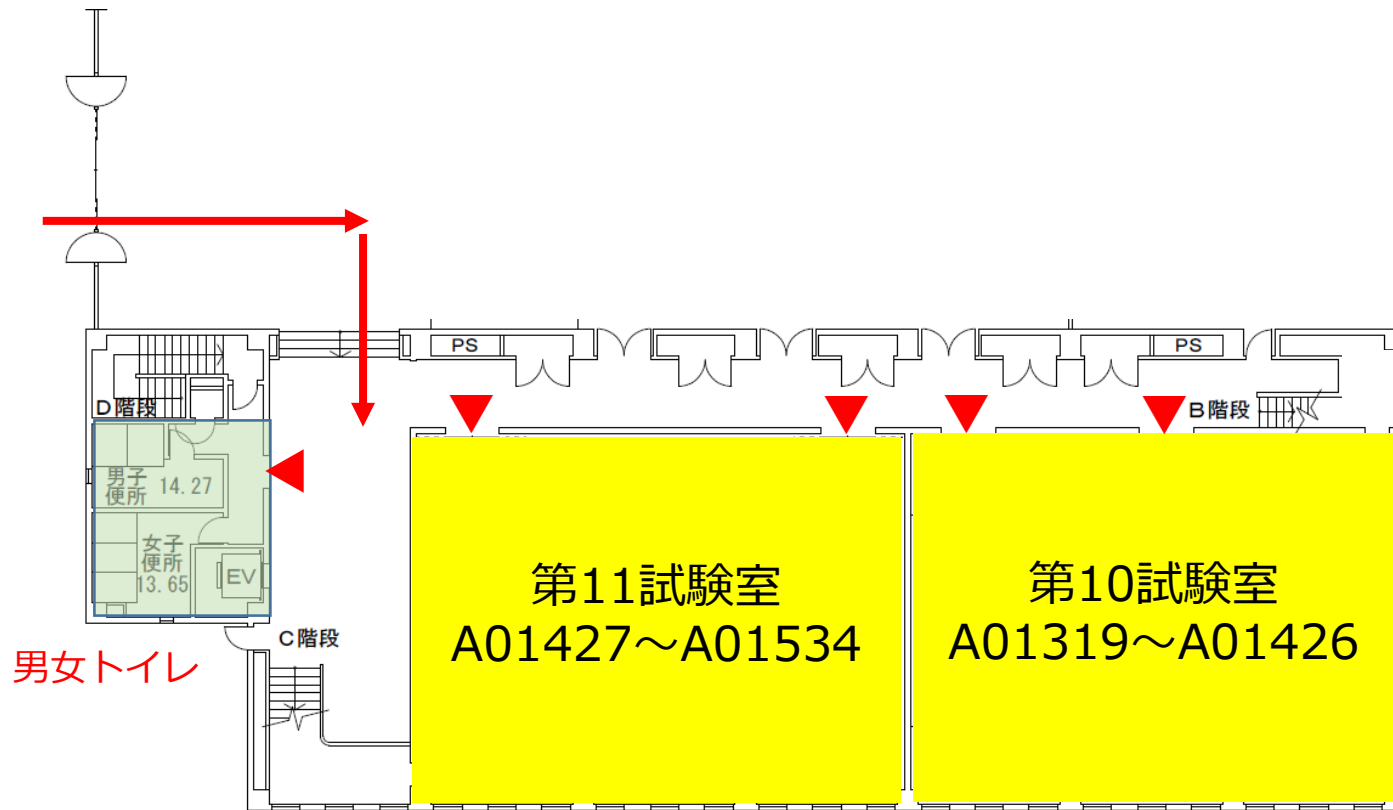 PS
PS
D階段
B階段
男子
便所 14.27
女子
便所
13.65
EV
C階段
男女トイレ
第11試験室
A01427～A01534
第10試験室
A01319～A01426